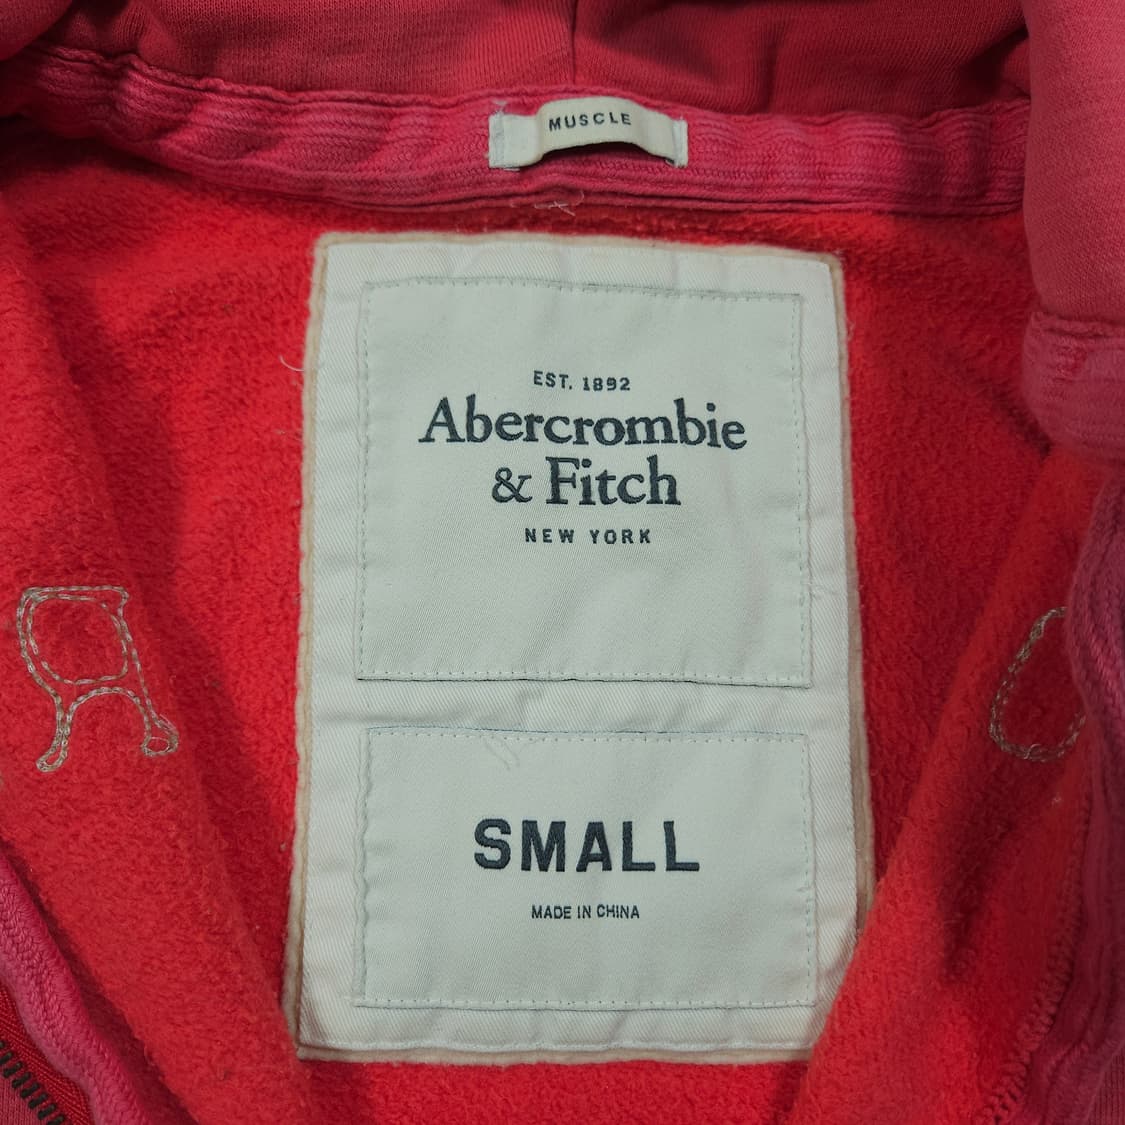 MUSCLE
EST. 1892
Abercrombie
& Fitch
NEW YORK
SMALL
MADE IN CHINA